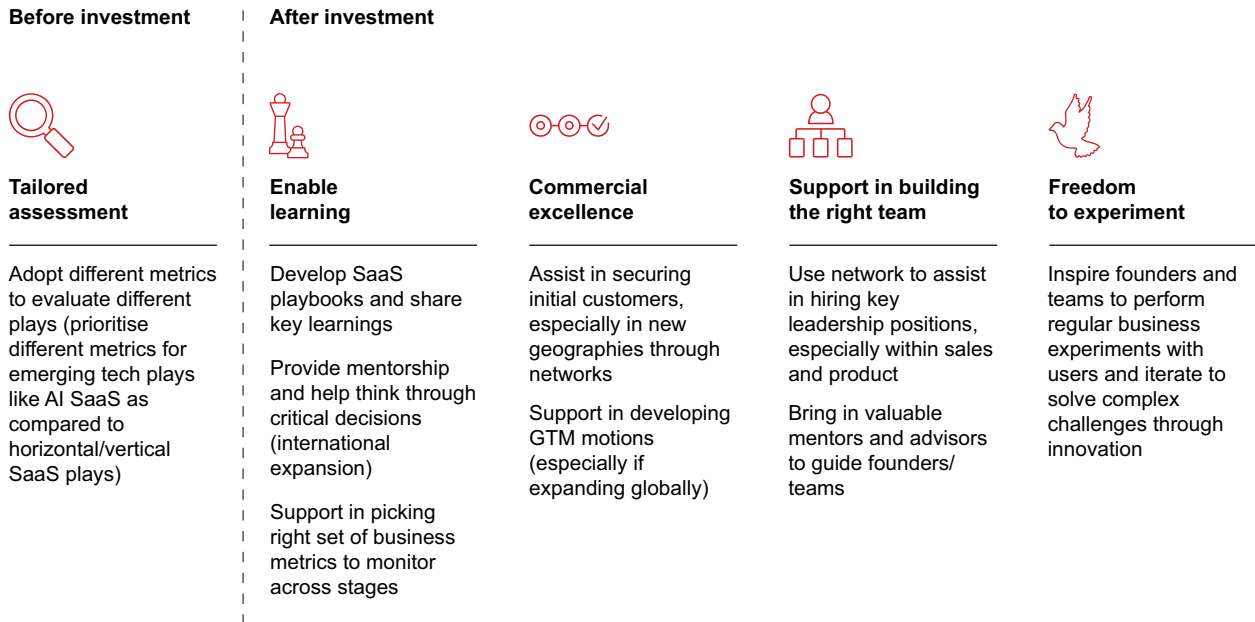 Before investment
After investment
Tailored
assessment
Adopt different metrics
to evaluate different
plays (prioritise
different metrics for
emerging tech plays
like AI SaaS as
compared to
horizontal/vertical
SaaS plays)
Enable
learning
Develop SaaS
playbooks and share
key learnings
Provide mentorship
and help think through
critical decisions
(international
expansion)
Support in picking
right set of business
metrics to monitor
across stages
Commercial
excellence
Assist in securing
initial customers,
especially in new
geographies through
networks
Support in developing
GTM motions
(especially if
expanding globally)
Support in building
the right team
Use network to assist
in hiring key
leadership positions,
especially within sales
and product
Bring in valuable
mentors and advisors
to guide founders/
teams
Freedom
to experiment
Inspire founders and
teams to perform
regular business
experiments with
users and iterate to
solve complex
challenges through
innovation